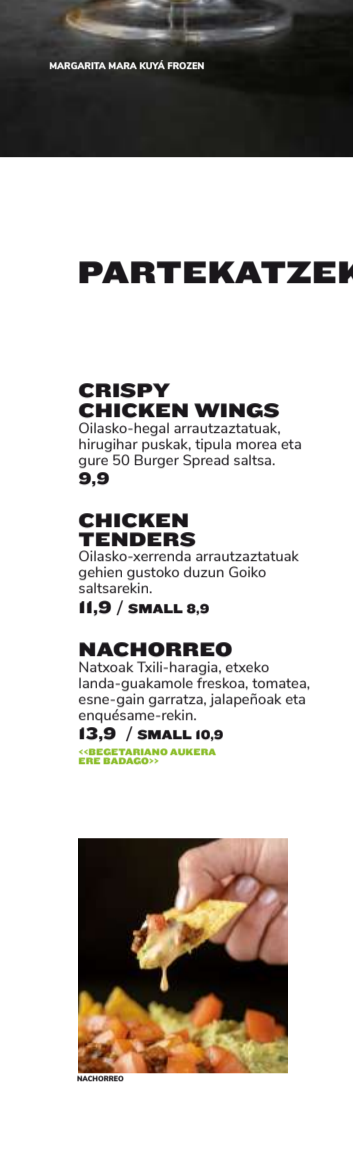 MARGARITA MARA KUYÁ FROZEN
PARTEKATZEK
CRISPY
CHICKEN WINGS
Oilasko-hegal arrautzaztatuak,
hirugihar puskak, tipula morea eta
gure 50 Burger Spread saltsa.
9,9
CHICKEN
TENDERS
Oilasko-xerrenda arrautzaztatuak
gehien gustoko duzun Goiko
saltsarekin.
11,9 / SMALL 8,9
NACHORREO
Natxoak Txili-haragia, etxeko
landa-guakamole freskoa, tomatea,
esne-gain garratza, jalapeñoak eta
enquésame-rekin.
13,9 / SMALL 10,9
<<BEGETARIANO AUKERA
ERE BADAGO>>
NACHORREO